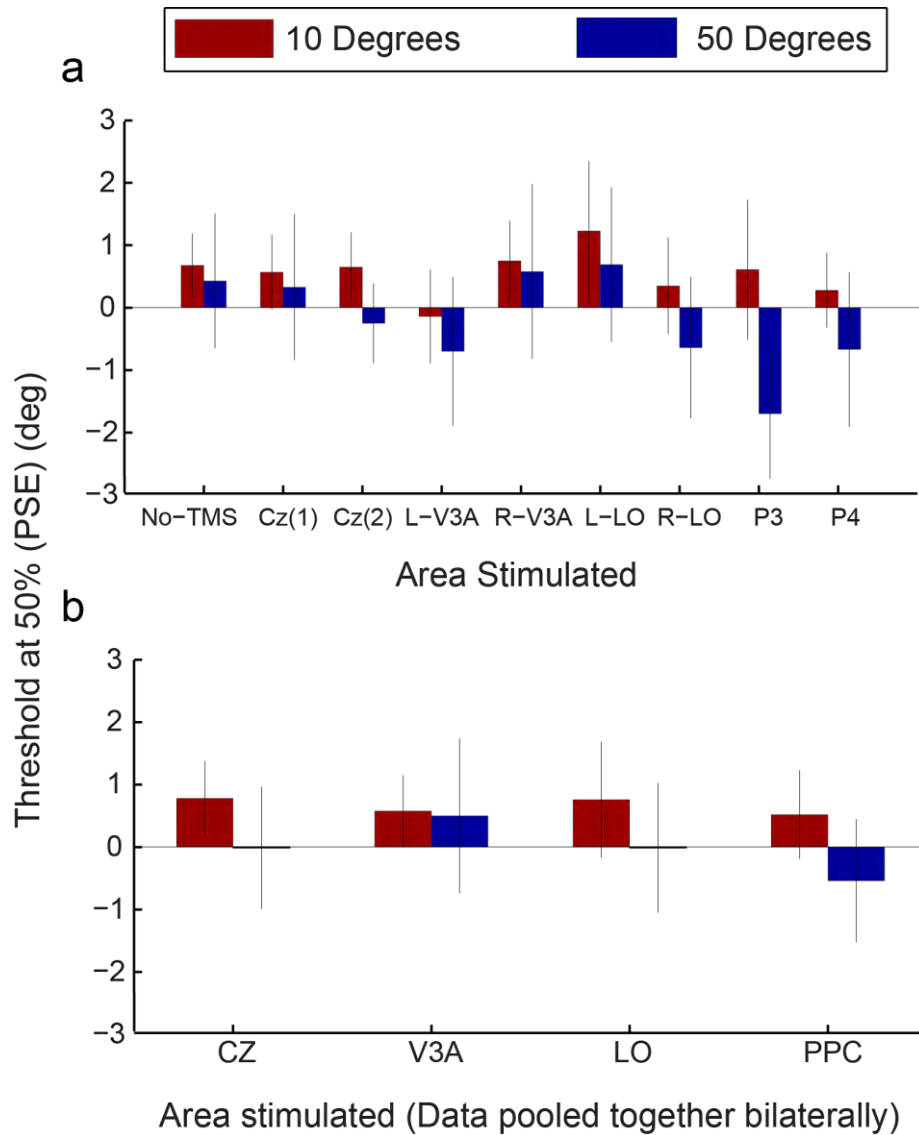 10 Degrees 50 Degrees
a
3
2
1
0
−1
−2
−3
No−TMS Cz(1) Cz(2) L−V3A R−V3A L−LO R−LO P3 P4
Area Stimulated
Threshold at 50% (PSE) (deg)
b
3
2
1
0
−1
−2
−3
CZ V3A LO PPC
Area stimulated (Data pooled together bilaterally)